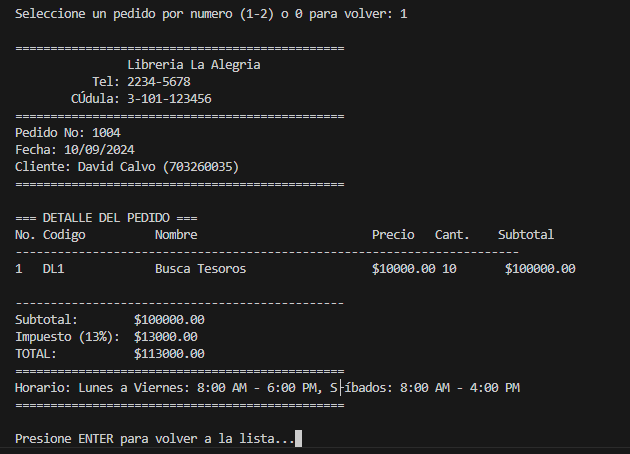 Seleccione un pedido por numero (1-2) o 0 para volver: 1
===============================================
Libreria La Alegria
Tel: 2234-5678
CÚdula: 3-101-123456
===============================================
Pedido No: 1004
Fecha: 10/09/2024
Cliente: David Calvo (703260035)
===============================================
=== DETALLE DEL PEDIDO ===
No. Codigo Nombre Precio Cant. Subtotal
------------------------------------------------------------------------
1 DL1 Busca Tesoros $10000.00 10 $100000.00
-----------------------------------------------
Subtotal: $100000.00
Impuesto (13%): $13000.00
TOTAL: $113000.00
===============================================
Horario: Lunes a Viernes: 8:00 AM - 6:00 PM, S├íbados: 8:00 AM - 4:00 PM
===============================================
Presione ENTER para volver a la lista...